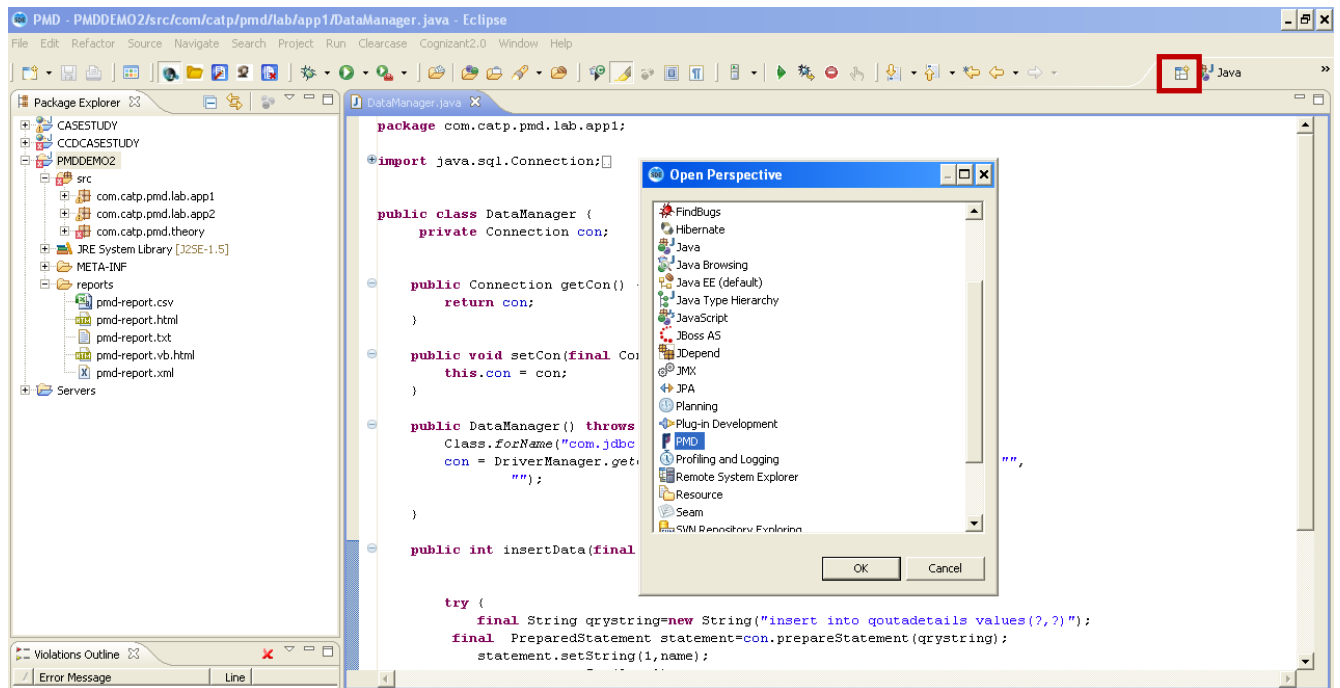 PMD - PMDDEMO2/src/com/catp/pmd/lab/app1/DataManager.java - Eclipse
File Edit Refactor Source Navigate Search Project Run Clearcase Cognizant2.0 Window Help
Java
»
Package Explorer
CASESTUDY
CCDCASESTUDY
PMDDEMO2
src
com.catp.pmd.lab.app1
com.catp.pmd.lab.app2
com.catp.pmd.theory
JRE System Library [J2SE-1.5]
META-INF
reports
pmd-report.csv
pmd-report.html
pmd-report.txt
pmd-report.vb.html
pmd-report.xml
Servers
Violations Outline
Error Message Line
DataManager.java
package com.catp.pmd.lab.app1;
import java.sql.Connection;
public class DataManager {
private Connection con;
public Connection getCon()
return con;
}
public void setCon(final Co
this.con = con;
}
public DataManager() throws
Class.forName("com.jdbc
con = DriverManager.get "",
"");
}
public int insertData(final
try {
final String qrystring=new String("insert into qoutadetails values(?,?)");
final PreparedStatement statement=con.prepareStatement(qrystring);
statement.setString(1,name);
Open Perspective
FindBugs
Hibernate
Java
Java Browsing
Java EE (default)
Java Type Hierarchy
JavaScript
JBoss AS
JDepend
JMX
JPA
Planning
Plug-in Development
PMD
Profiling and Logging
Remote System Explorer
Resource
Seam
SVN Repository Exploring
OK Cancel